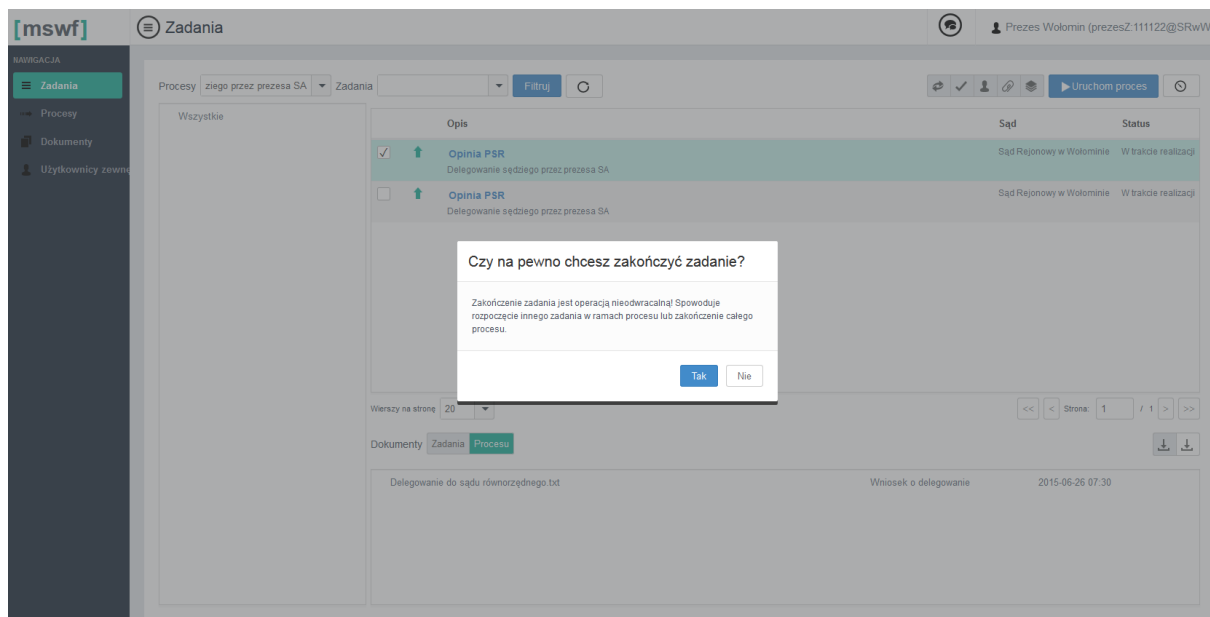 [mswf]
Zadania
Prezes Wołomin (prezesZ:111122@SRwW
NAWIGACJA
Zadania
Procesy
Dokumenty
Użytkownicy zewnę
Procesy ziego przez prezesa SA Zadania Filtruj
Uruchom proces
Wszystkie
Opis Sąd Status
Opinia PSR Sąd Rejonowy w Wołominie W trakcie realizacji
Delegowanie sędziego przez prezesa SA
Opinia PSR Sąd Rejonowy w Wołominie W trakcie realizacji
Delegowanie sędziego przez prezesa SA
Czy na pewno chcesz zakończyć zadanie?
Zakończenie zadania jest operacją nieodwracalną! Spowoduje
rozpoczęcie innego zadania w ramach procesu lub zakończenie całego
procesu.
Tak Nie
Wierszy na stronę 20 << < Strona: 1 / 1 > >>
Dokumenty Zadania Procesu
Delegowanie do sądu równorzędnego.txt Wniosek o delegowanie 2015-06-26 07:30